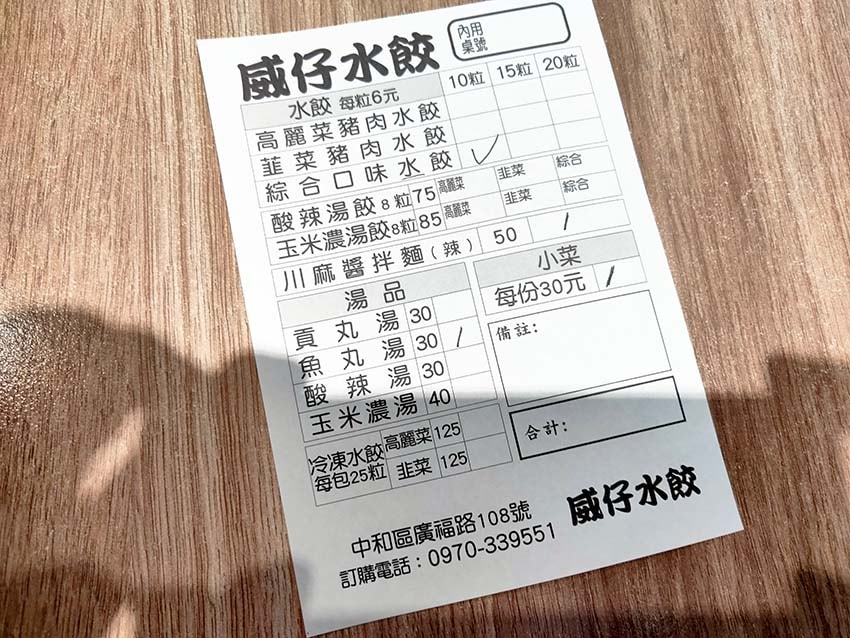 威仔水餃
內用
桌號
水餃 每粒6元 10粒 15粒 20粒
高麗菜豬肉水餃
韮菜豬肉水餃
綜合口味水餃 ✓
酸辣湯餃8粒 75 高麗菜 韭菜 綜合
玉米濃湯餃8粒 85 高麗菜 韭菜 綜合
川麻醬拌麵(辣) 50 /
湯品
貢丸湯 30
魚丸湯 30 /
酸辣湯 30
玉米濃湯 40
冷凍水餃
每包25粒
高麗菜 125
韭菜 125
小菜
每份30元 /
備註:
合計:
威仔水餃
中和區廣福路108號
訂購電話:0970-339551